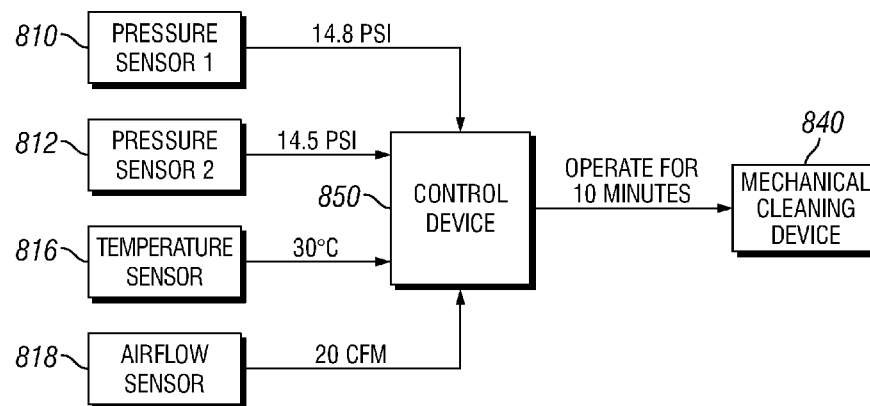 810
PRESSURE
SENSOR 1
14.8 PSI
812
PRESSURE
SENSOR 2
14.5 PSI
816
TEMPERATURE
SENSOR
30°C
818
AIRFLOW
SENSOR
20 CFM
850
CONTROL
DEVICE
OPERATE FOR
10 MINUTES
840
MECHANICAL
CLEANING
DEVICE